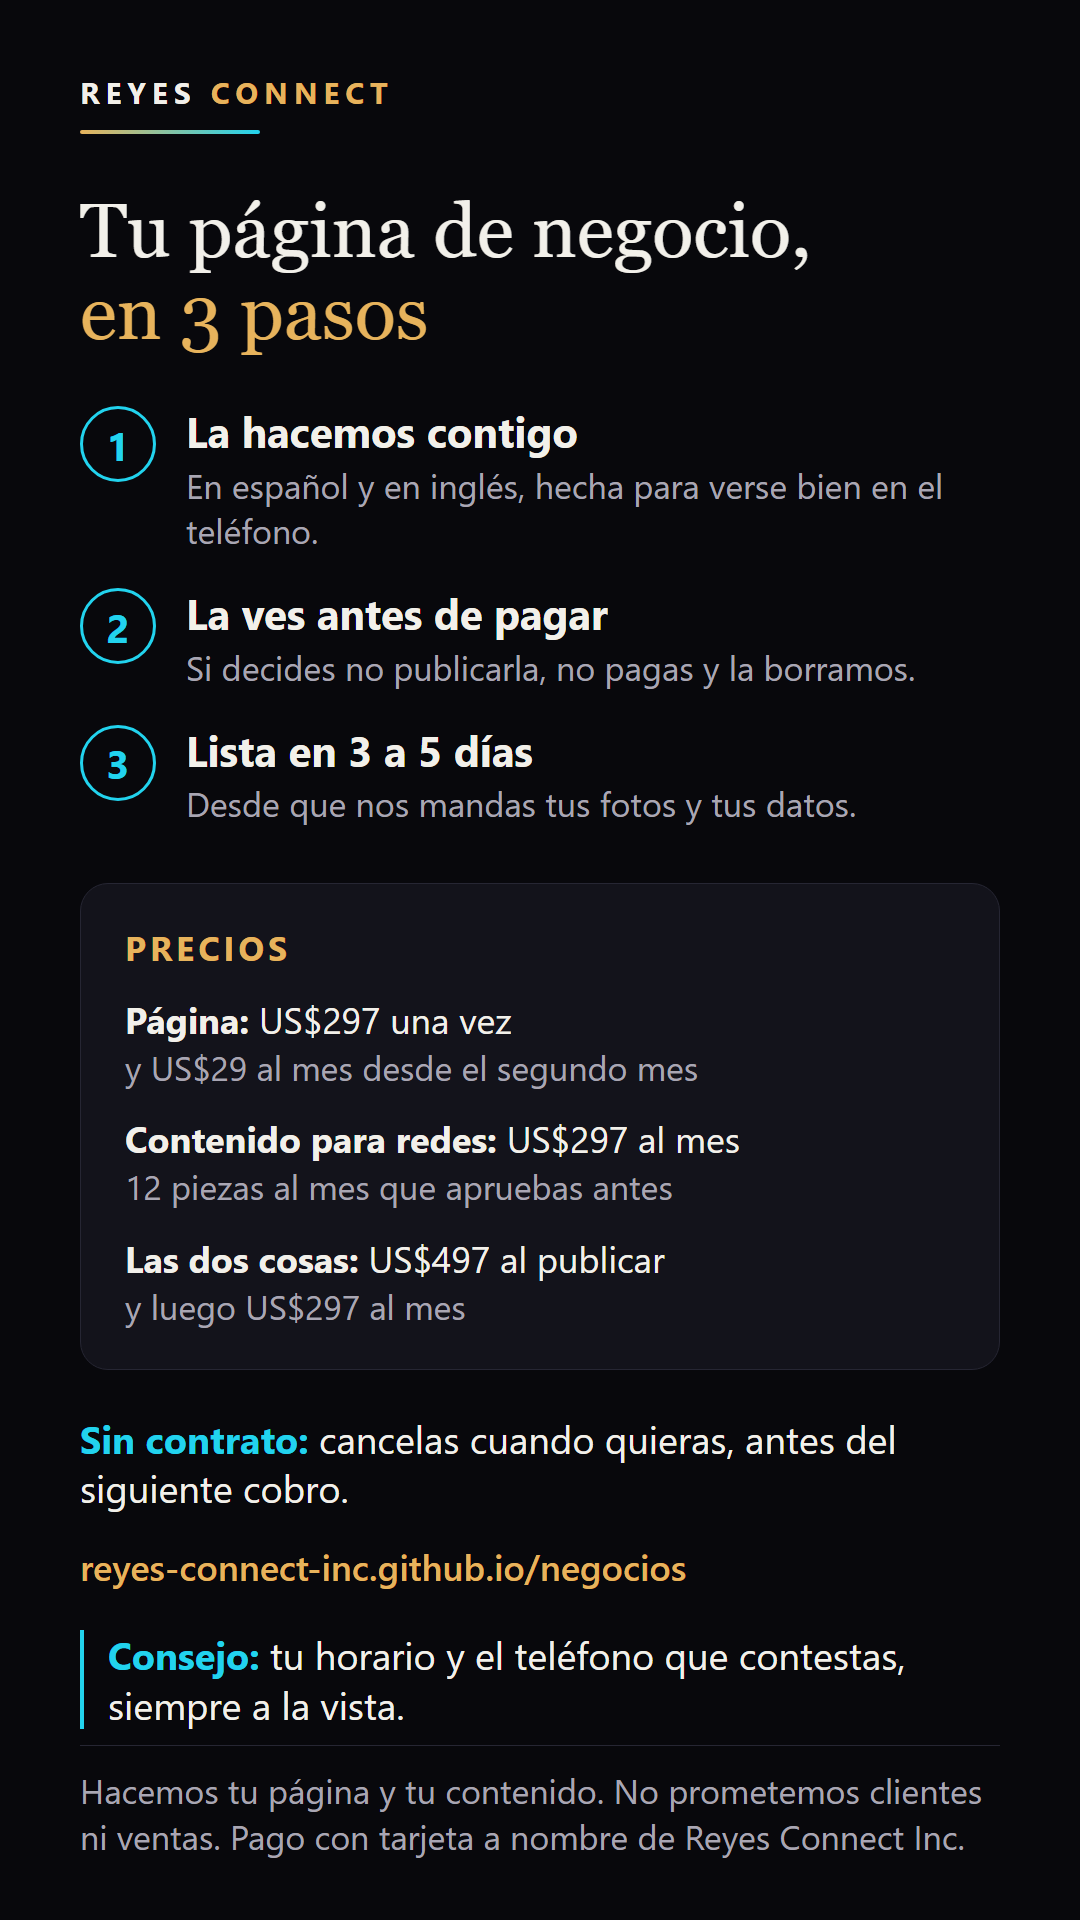 REYES CONNECT
Tu página de negocio,
en 3 pasos
1
La hacemos contigo
En español y en inglés, hecha para verse bien en el
teléfono.
2
La ves antes de pagar
Si decides no publicarla, no pagas y la borramos.
3
Lista en 3 a 5 días
Desde que nos mandas tus fotos y tus datos.
PRECIOS
Página: US$297 una vez
y US$29 al mes desde el segundo mes
Contenido para redes: US$297 al mes
12 piezas al mes que apruebas antes
Las dos cosas: US$497 al publicar
y luego US$297 al mes
Sin contrato: cancelas cuando quieras, antes del
siguiente cobro.
reyes-connect-inc.github.io/negocios
Consejo: tu horario y el teléfono que contestas,
siempre a la vista.
Hacemos tu página y tu contenido. No prometemos clientes
ni ventas. Pago con tarjeta a nombre de Reyes Connect Inc.